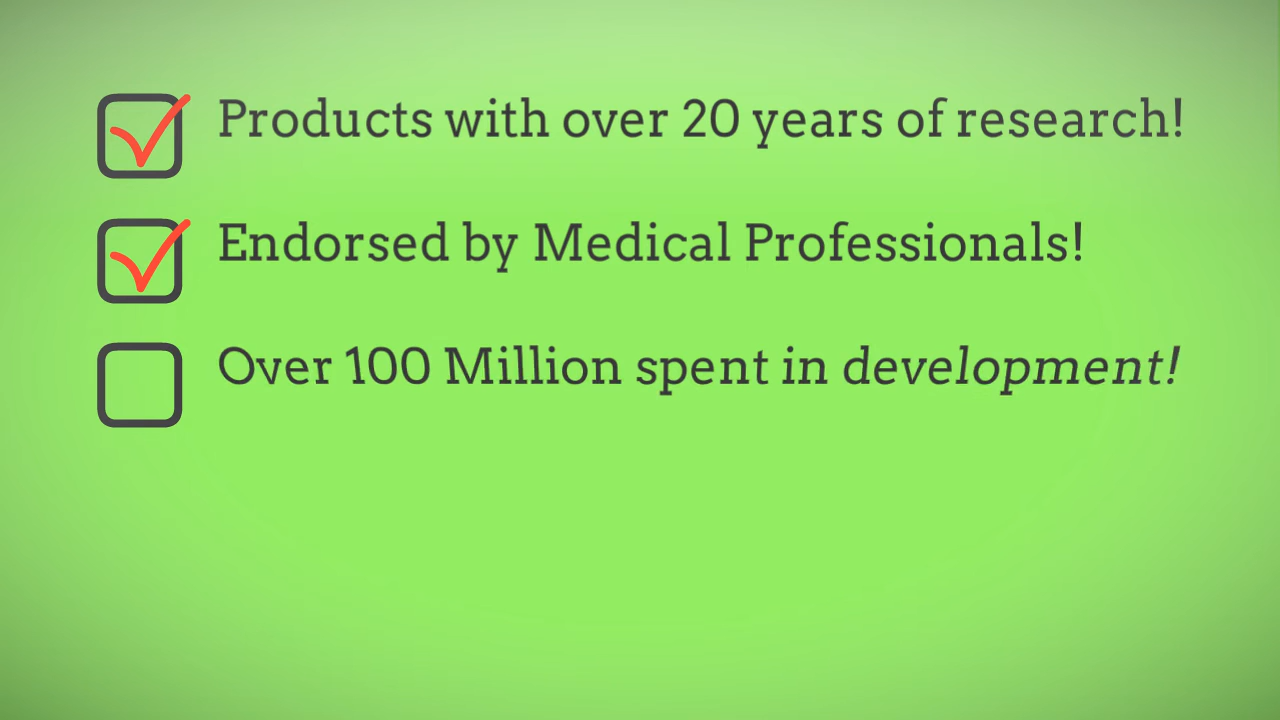 Products with over 20 years of research!
Endorsed by Medical Professionals!
Over 100 Million spent in development!